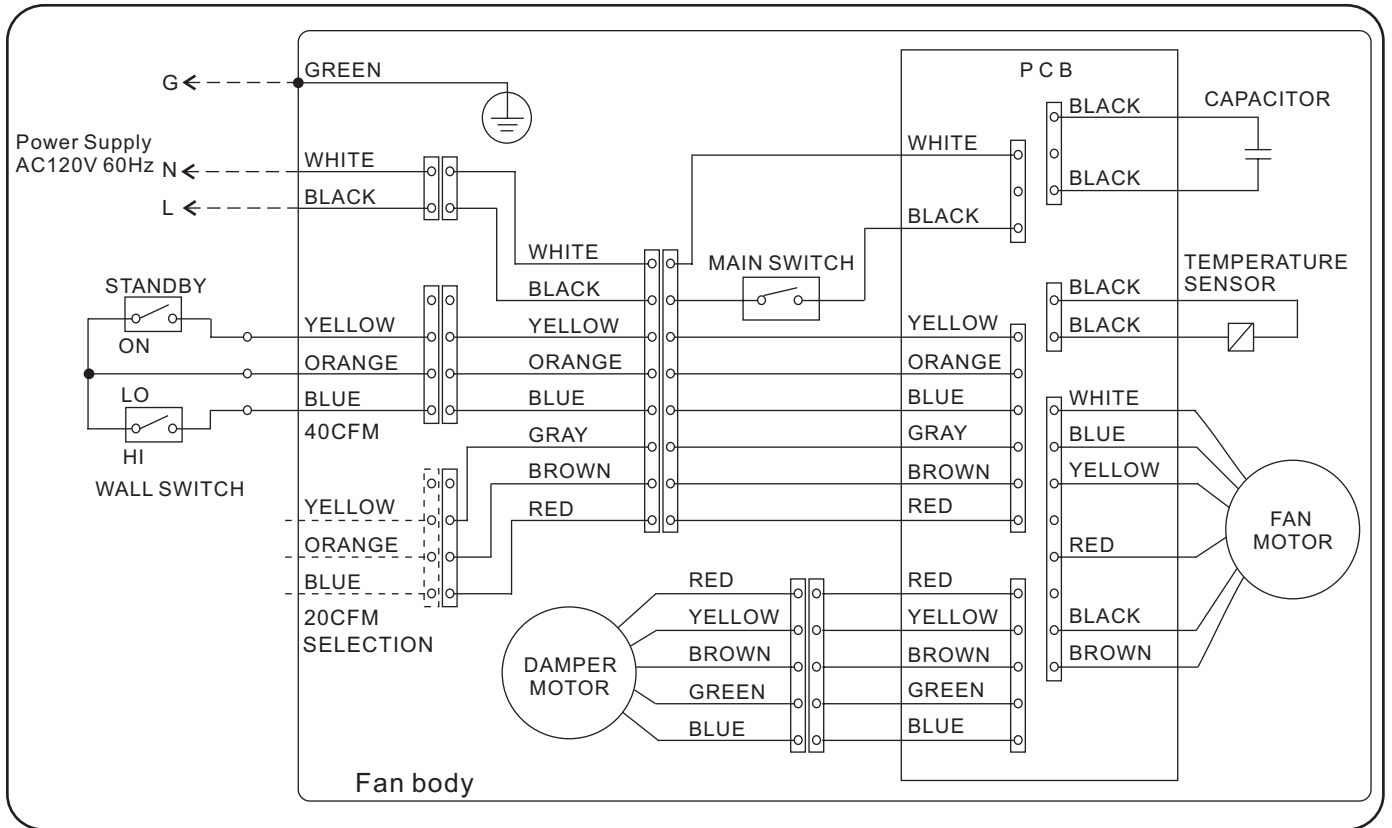 GREEN
G
Power Supply
AC120V 60Hz
N
L
WHITE
BLACK
STANDBY
ON
LO
HI
WALL SWITCH
YELLOW
ORANGE
BLUE
40CFM
YELLOW
ORANGE
BLUE
20CFM
SELECTION
WHITE
BLACK
YELLOW
ORANGE
BLUE
GRAY
BROWN
RED
MAIN SWITCH
PCB
WHITE
BLACK
YELLOW
ORANGE
BLUE
GRAY
BROWN
RED
RED
YELLOW
BROWN
GREEN
BLUE
DAMPER
MOTOR
RED
YELLOW
BROWN
GREEN
BLUE
BLACK
BLACK
CAPACITOR
BLACK
BLACK
TEMPERATURE
SENSOR
WHITE
BLUE
YELLOW
RED
BLACK
BROWN
FAN
MOTOR
Fan body